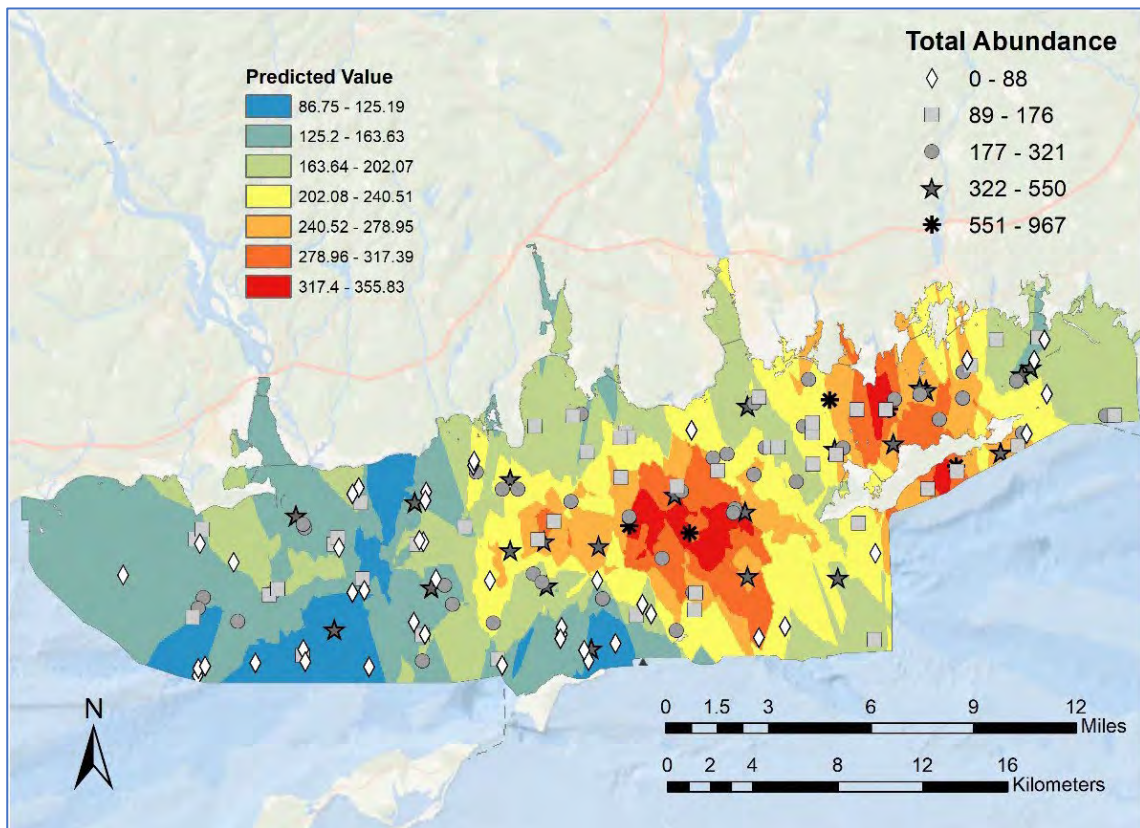 Total Abundance
0 - 88
89 - 176
177 - 321
322 - 550
551 - 967
Predicted Value
86.75 - 125.19
125.2 - 163.63
163.64 - 202.07
202.08 - 240.51
240.52 - 278.95
278.96 - 317.39
317.4 - 355.83
N
0 1.5 3 6 9 12
Miles
0 2 4 8 12 16
Kilometers